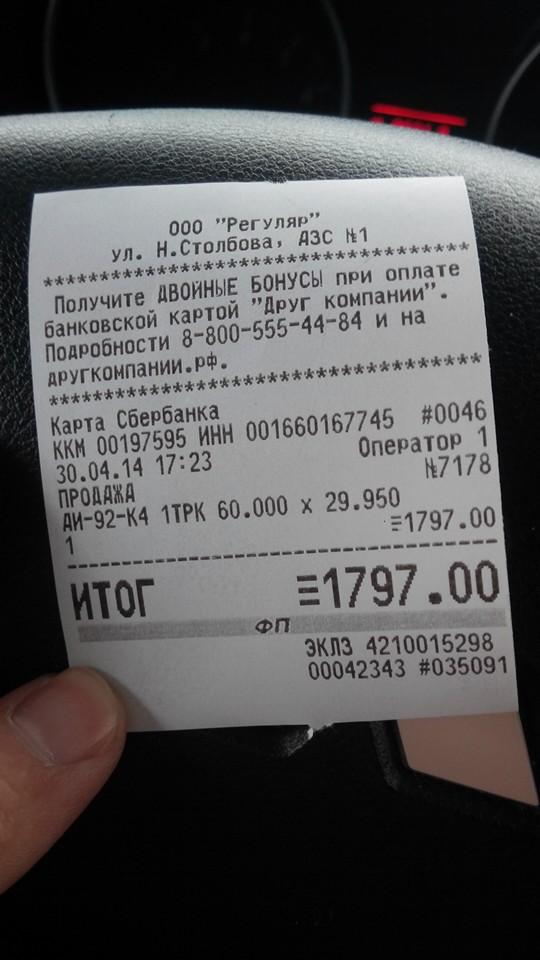 ООО "Регуляр"
ул. Н.Столбова, АЗС №1
****************************************
Получите ДВОЙНЫЕ БОНУСЫ при оплате
банковской картой "Друг компании".
Подробности 8-800-555-44-84 и на
другкомпании.рф.
****************************************
Карта Сбербанка
ККМ 00197595 ИНН 001660167745 #0046
30.04.14 17:23 Оператор 1
ПРОДАЖА №7178
АИ-92-К4 1ТРК 60.000 x 29.950
1 ≡1797.00
----------------------------------------
ИТОГ ≡1797.00
ФП
ЭКЛЗ 4210015298
00042343 #035091